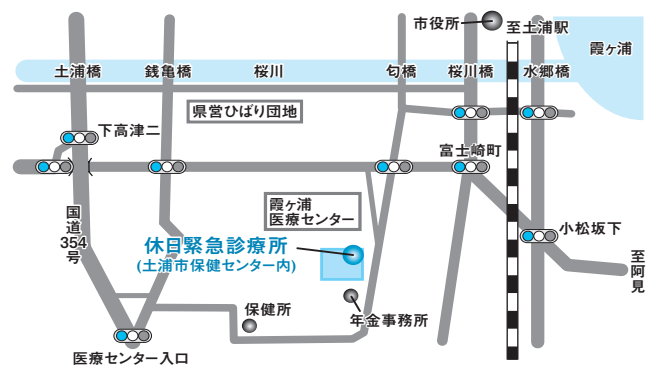 市役所
至土浦駅
霞ヶ浦
土浦橋
銭亀橋
桜川
匂橋
桜川橋
水郷橋
県営ひばり団地
下高津二
富士崎町
霞ヶ浦
医療センター
国道
354
号
休日緊急診療所
(土浦市保健センター内)
小松坂下
至阿見
保健所
年金事務所
医療センター入口